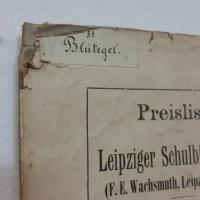 31
Blutegel.
Preislis
Leipziger Schulbi
(F. E. Wachsmuth, Leipz